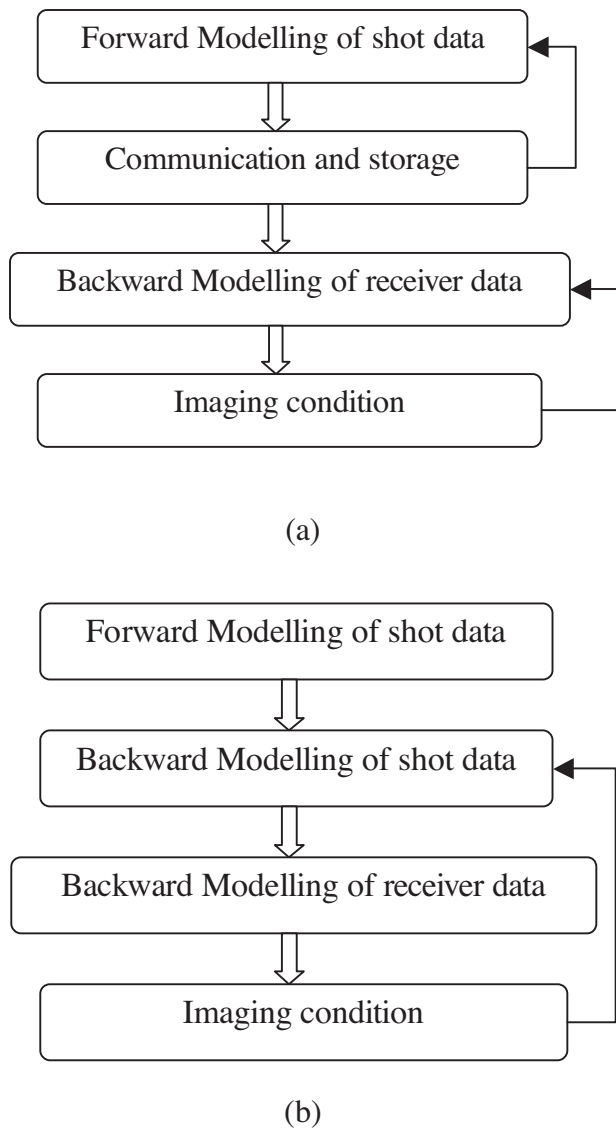 Forward Modelling of shot data
Communication and storage
Backward Modelling of receiver data
Imaging condition
(a)
Forward Modelling of shot data
Backward Modelling of shot data
Backward Modelling of receiver data
Imaging condition
(b)